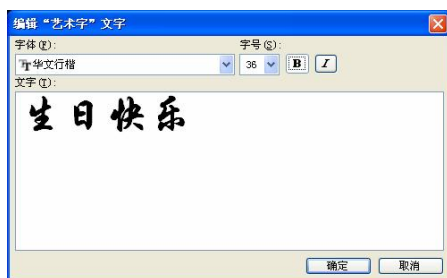 编辑“艺术字”文字
字体(F): 字号(S):
华文行楷 36 B I
文字(T):
生日快乐
确定 取消